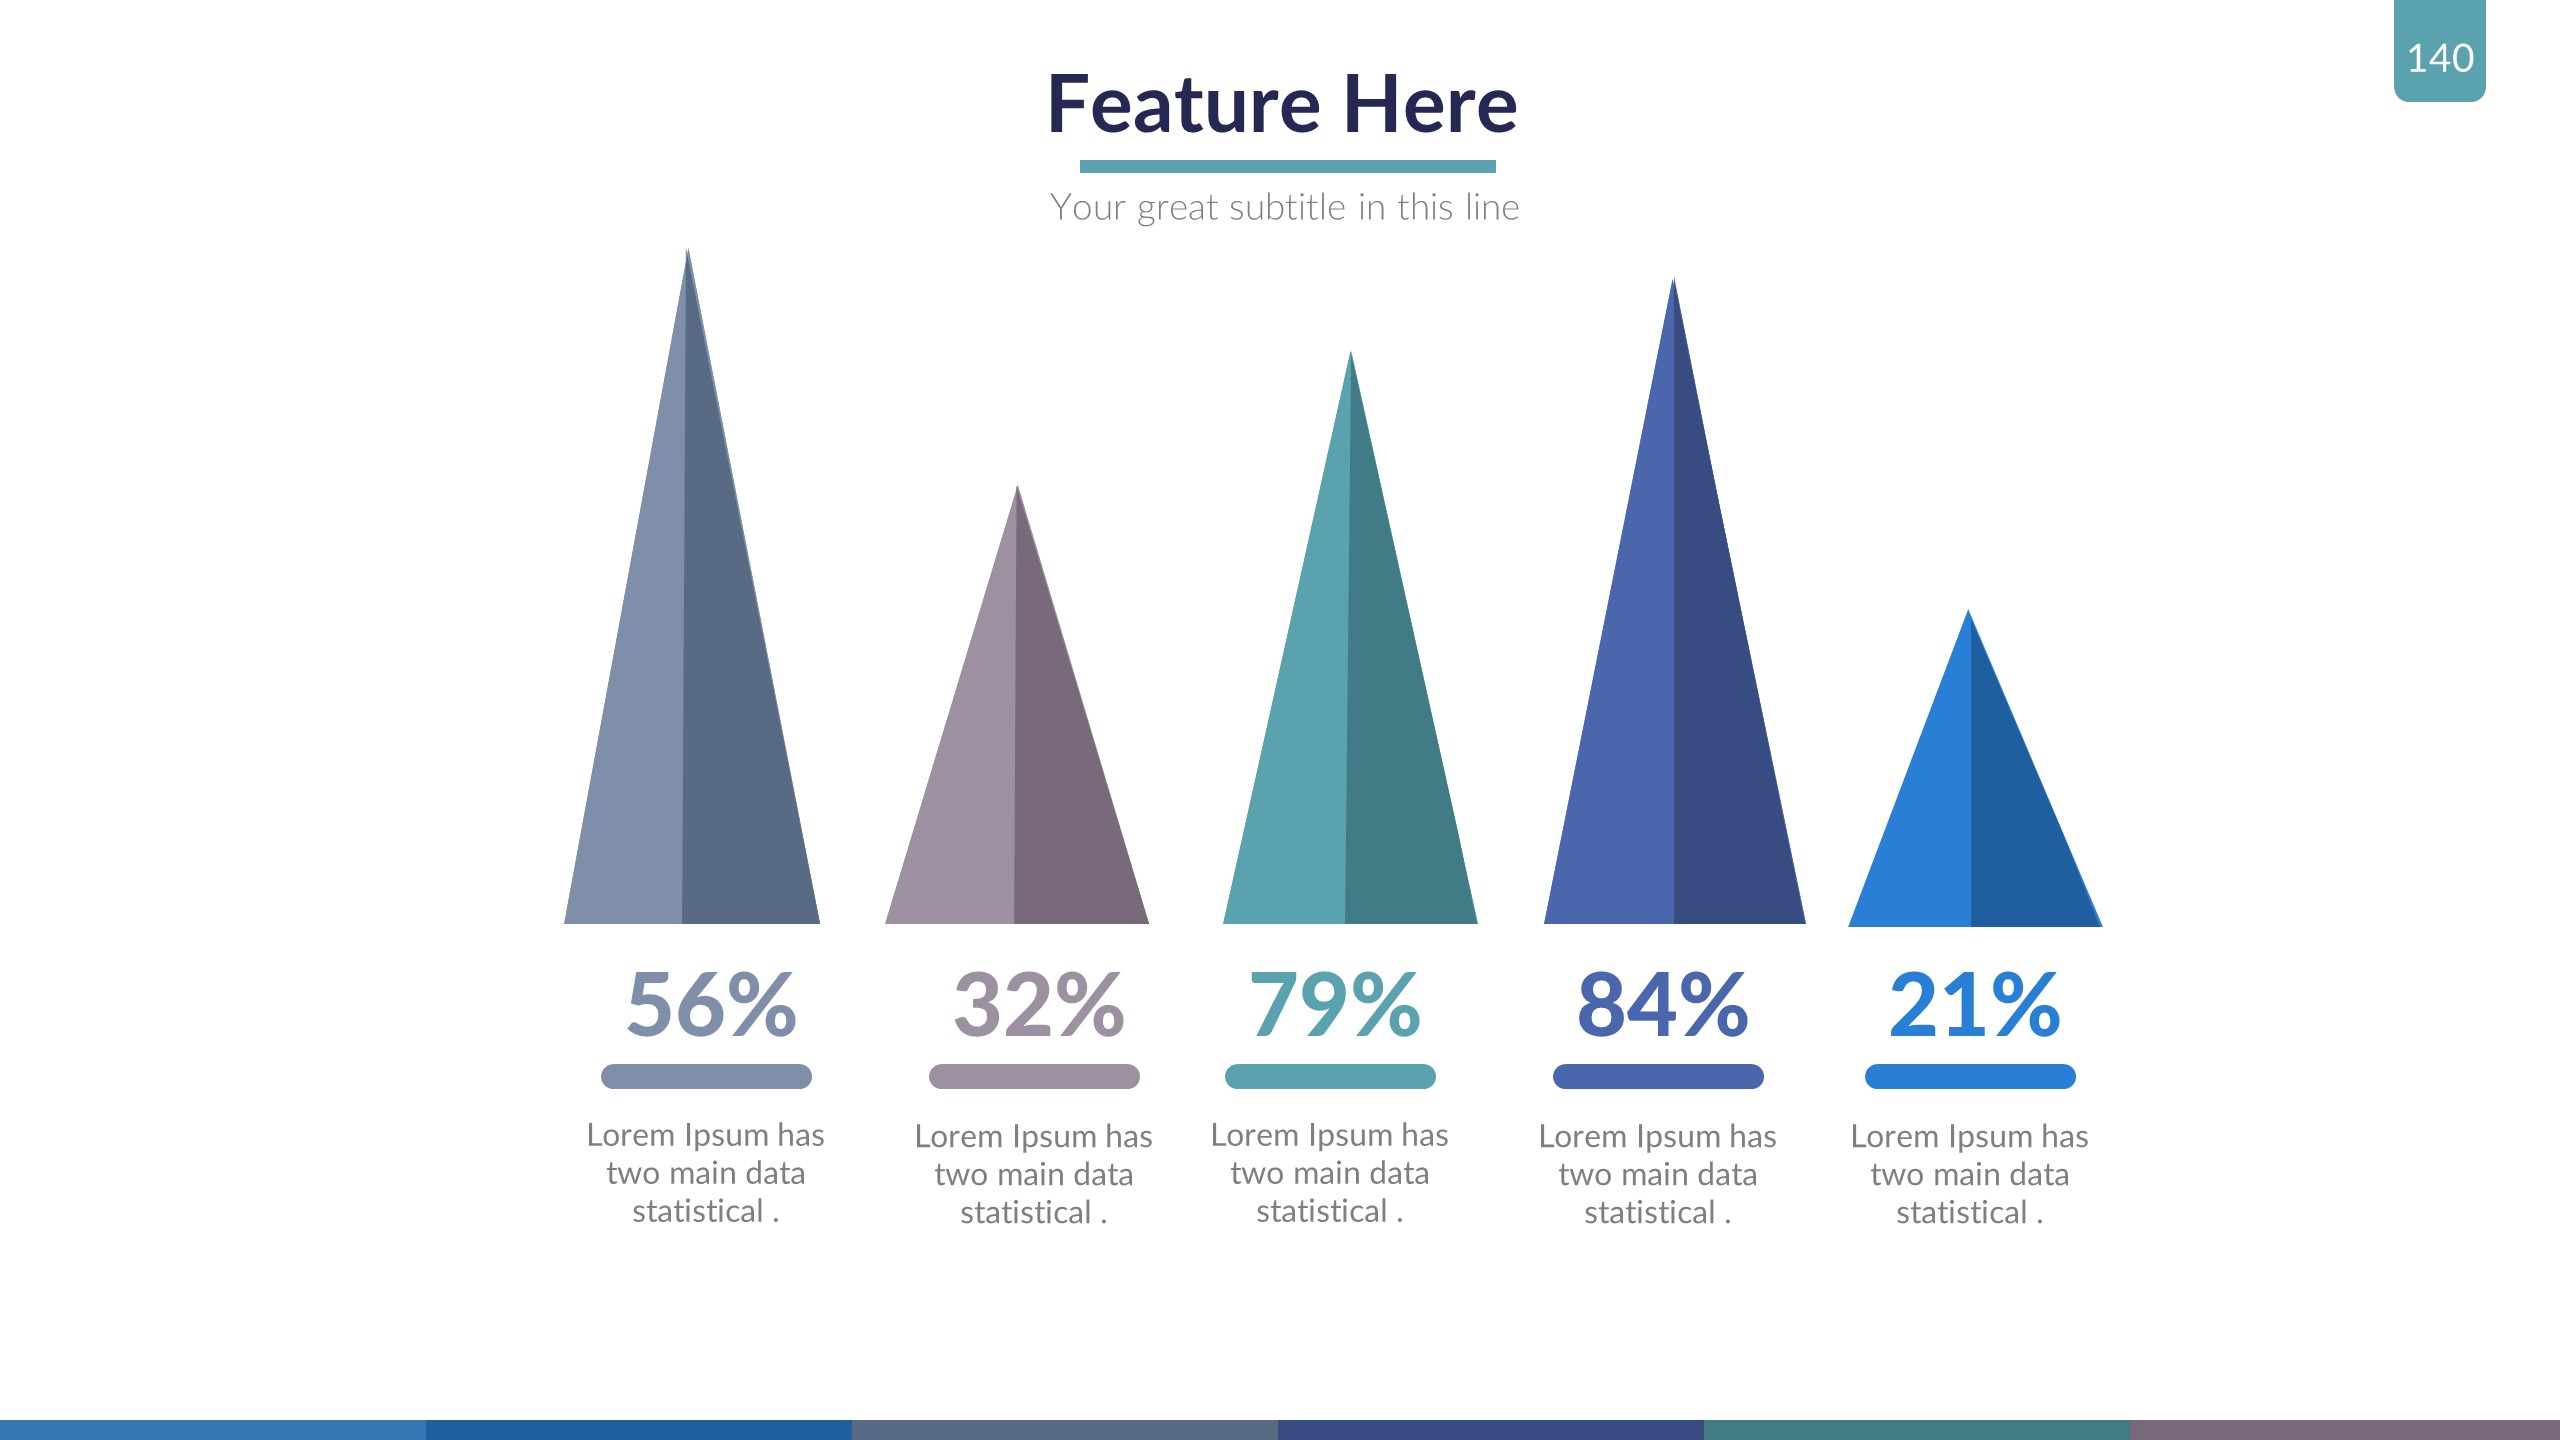 140
Feature Here
Your great subtitle in this line
56%
32%
79%
84%
21%
Lorem Ipsum has
two main data
statistical .
Lorem Ipsum has
two main data
statistical .
Lorem Ipsum has
two main data
statistical .
Lorem Ipsum has
two main data
statistical .
Lorem Ipsum has
two main data
statistical .